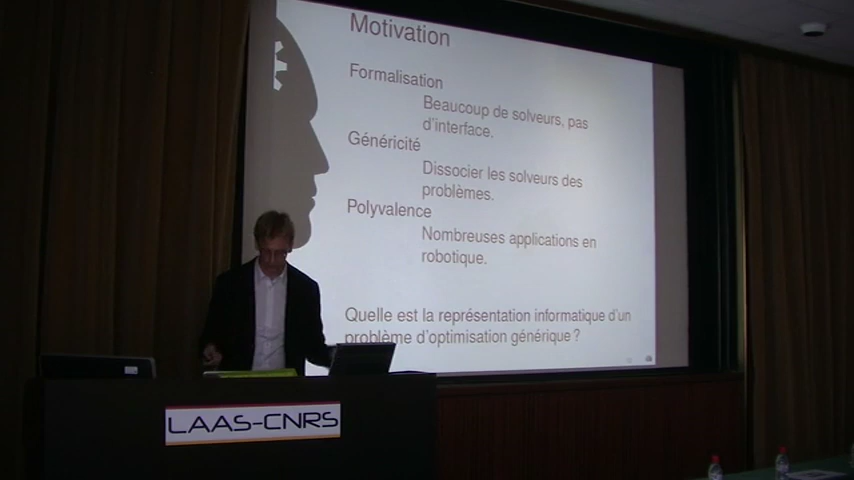 Motivation
Formalisation
Beaucoup de solveurs, pas
d'interface.
Généricité
Dissocier les solveurs des
problèmes.
Polyvalence
Nombreuses applications en
robotique.
Quelle est la représentation informatique d'un
problème d'optimisation générique ?
LAAS-CNRS